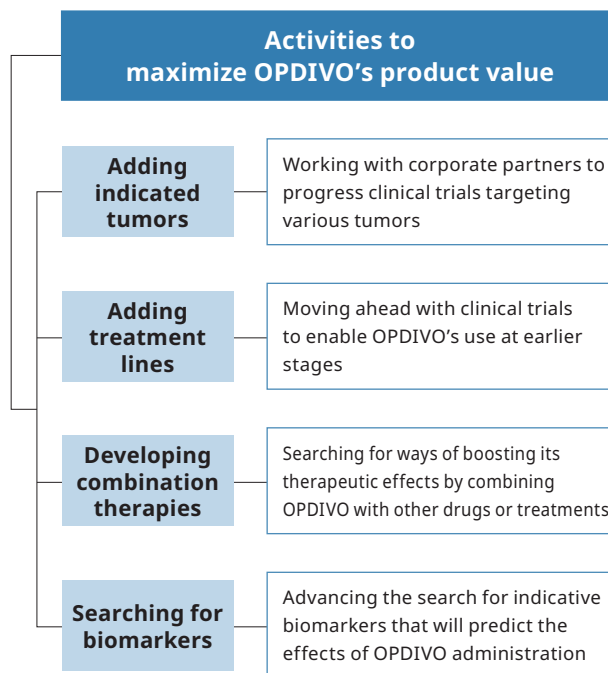 Activities to
maximize OPDIVO's product value
Adding
indicated
tumors
Working with corporate partners to
progress clinical trials targeting
various tumors
Adding
treatment
lines
Moving ahead with clinical trials
to enable OPDIVO's use at earlier
stages
Developing
combination
therapies
Searching for ways of boosting its
therapeutic effects by combining
OPDIVO with other drugs or treatments
Searching for
biomarkers
Advancing the search for indicative
biomarkers that will predict the
effects of OPDIVO administration